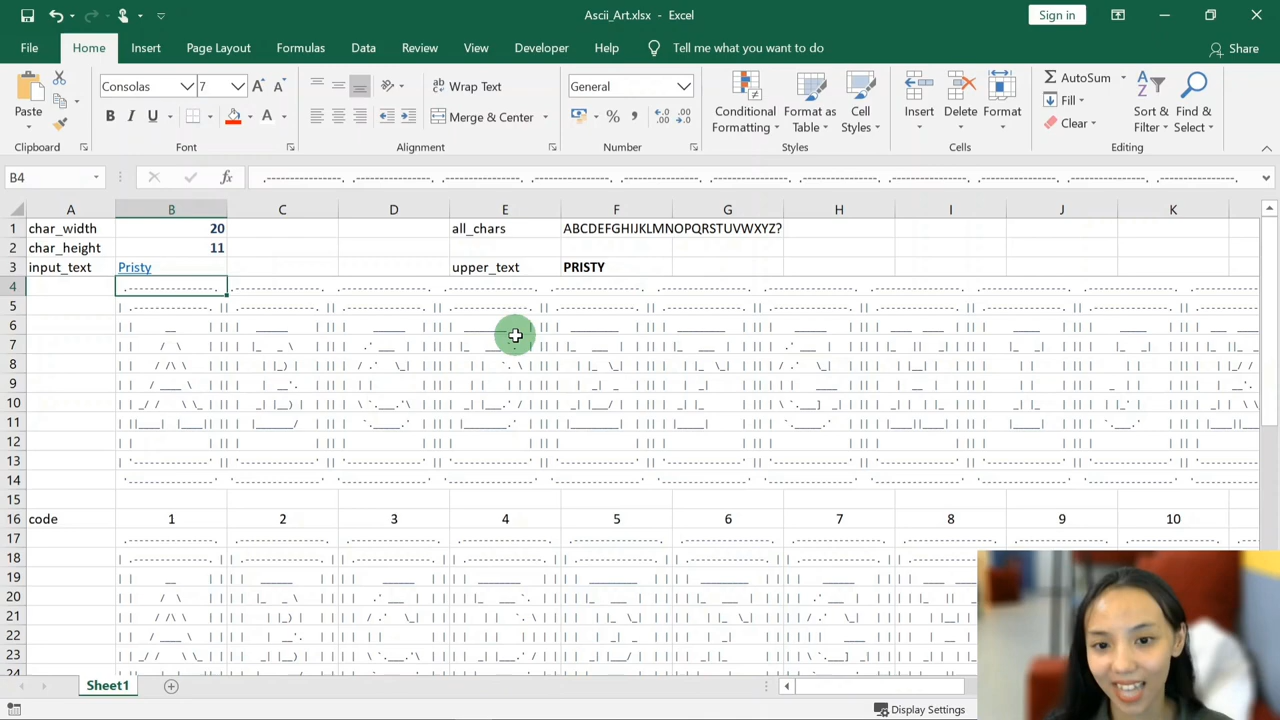 Ascii_Art.xlsx - Excel
Sign in
File Home Insert Page Layout Formulas Data Review View Developer Help Tell me what you want to do Share
Paste
Clipboard
Consolas 7
B I U A
Font
Wrap Text
Merge & Center
Alignment
General
% ,
Number
Conditional Formatting
Format as Table
Cell Styles
Styles
Insert Delete Format
Cells
AutoSum
Fill
Clear
Sort & Filter
Find & Select
Editing
B4 fx
A B C D E F G H I J K
1 char_width 20 all_chars ABCDEFGHIJKLMNOPQRSTUVWXYZ?
2 char_height 11
3 input_text Pristy upper_text PRISTY
4
5
6
7
8
9
10
11
12
13
14
15
16 code 1 2 3 4 5 6 7 8 9 10
17
18
19
20
21
22
23
24
Sheet1
Display Settings